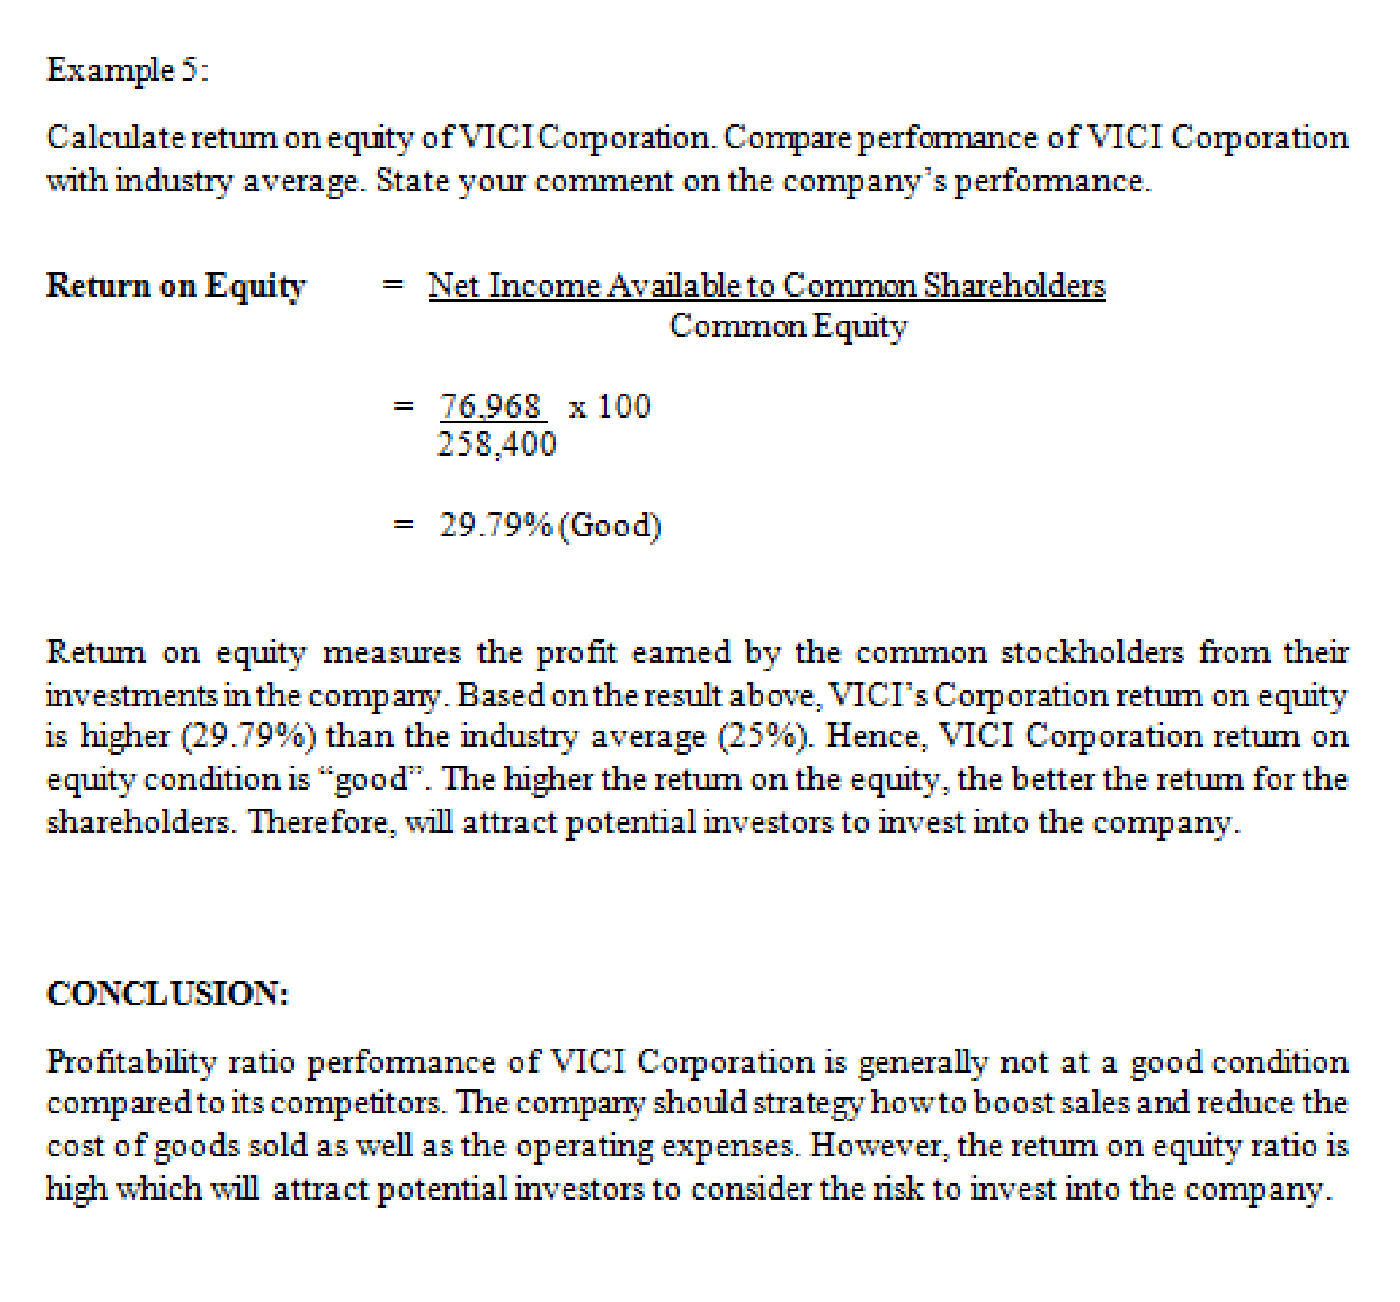 Example 5:
Calculate return on equity of VICI Corporation. Compare performance of VICI Corporation
with industry average. State your comment on the company’s performance.
Return on Equity = Net Income Available to Common Shareholders
Common Equity
= 76,968 x 100
258,400
= 29.79% (Good)
Return on equity measures the profit earned by the common stockholders from their
investments in the company. Based on the result above, VICI’s Corporation return on equity
is higher (29.79%) than the industry average (25%). Hence, VICI Corporation return on
equity condition is “good”. The higher the return on the equity, the better the return for the
shareholders. Therefore, will attract potential investors to invest into the company.
CONCLUSION:
Profitability ratio performance of VICI Corporation is generally not at a good condition
compared to its competitors. The company should strategy how to boost sales and reduce the
cost of goods sold as well as the operating expenses. However, the return on equity ratio is
high which will attract potential investors to consider the risk to invest into the company.